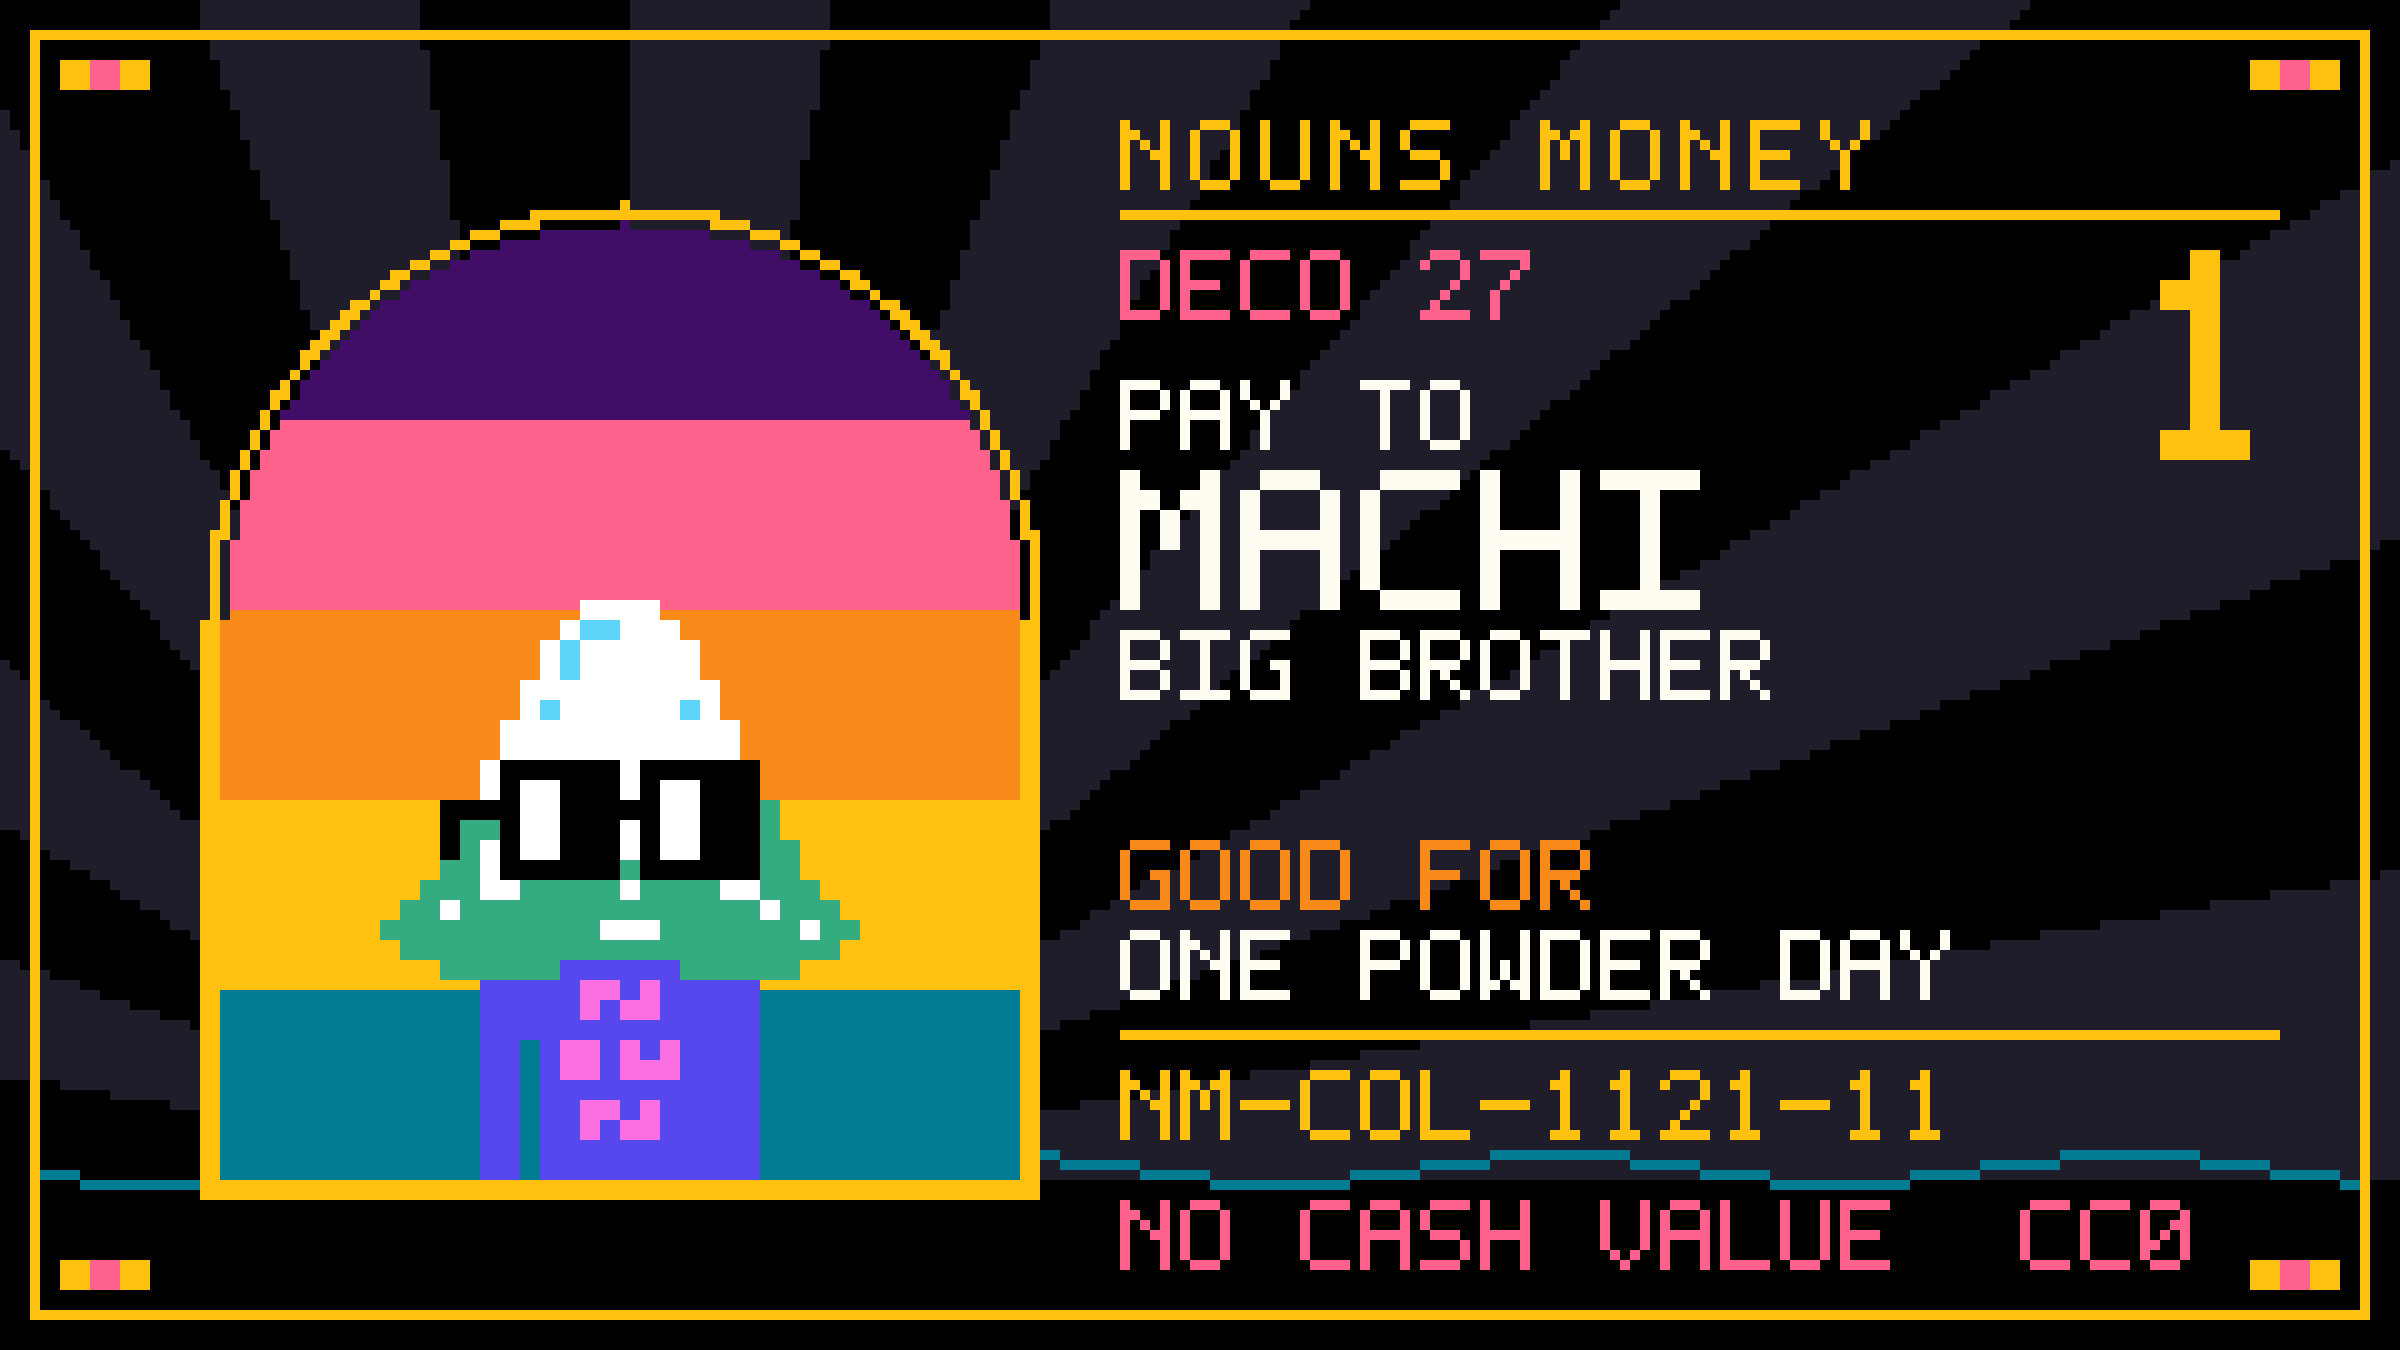 NOUNS MONEY
DECO 27
1
PAY TO
MACHI
BIG BROTHER
GOOD FOR
ONE POWDER DAY
NM-COL-1121-11
NO CASH VALUE CC0